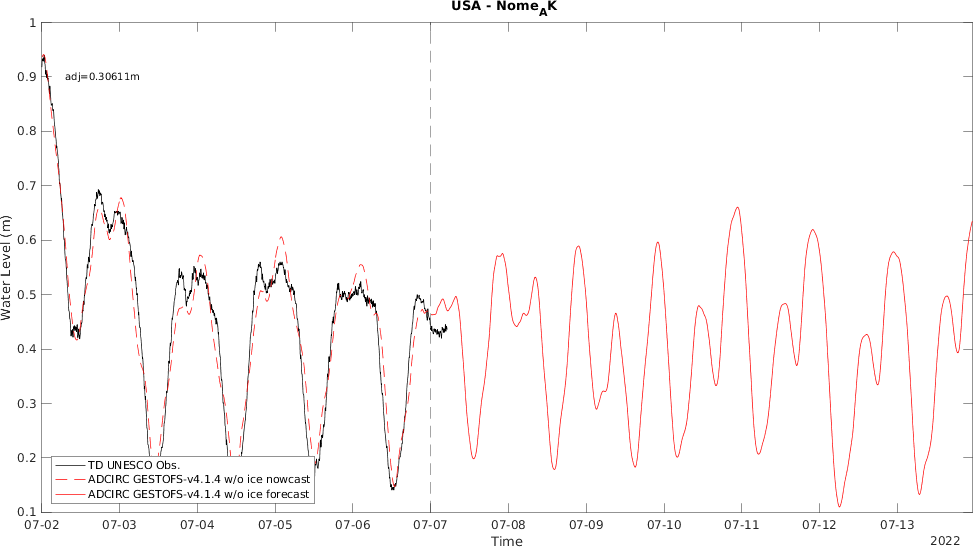 USA - Nome_AK
adj=0.30611m
Water Level (m)
1
0.9
0.8
0.7
0.6
0.5
0.4
0.3
0.2
0.1
TD UNESCO Obs.
ADCIRC GESTOFS-v4.1.4 w/o ice nowcast
ADCIRC GESTOFS-v4.1.4 w/o ice forecast
07-02 07-03 07-04 07-05 07-06 07-07 07-08 07-09 07-10 07-11 07-12 07-13
Time
2022